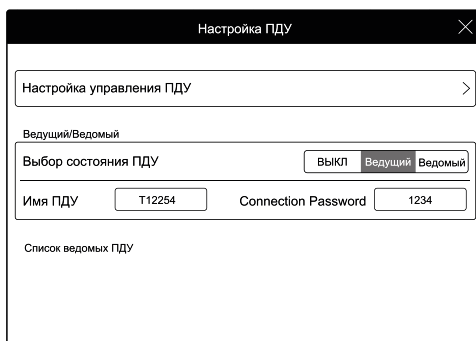 Настройка ПДУ
Настройка управления ПДУ
Ведущий/Ведомый
Выбор состояния ПДУ ВЫКЛ Ведущий Ведомый
Имя ПДУ T12254 Connection Password 1234
Список ведомых ПДУ